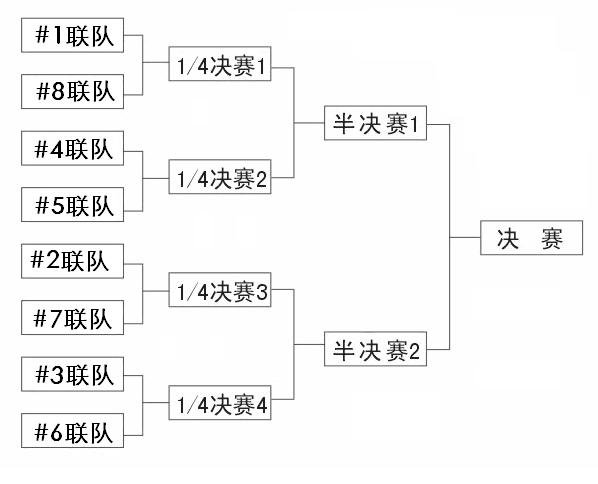 #1联队
#8联队
1/4决赛1
#4联队
#5联队
1/4决赛2
半决赛1
#2联队
#7联队
1/4决赛3
#3联队
#6联队
1/4决赛4
半决赛2
决 赛